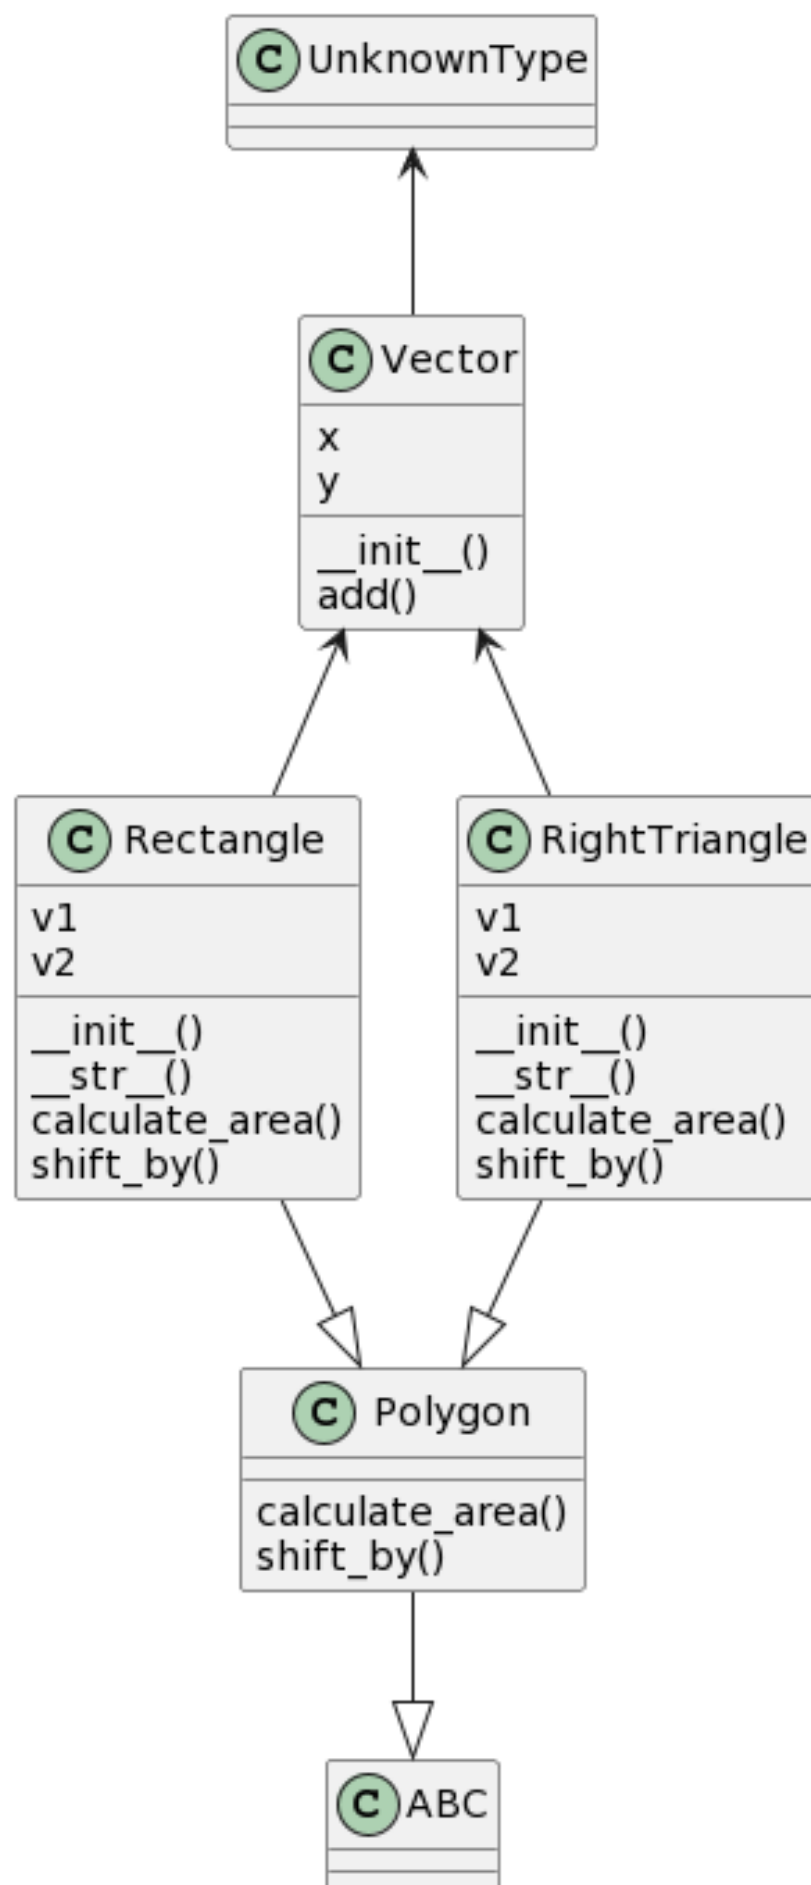 C UnknownType
C Vector
x
y
__init__()
add()
C Rectangle
v1
v2
__init__()
__str__()
calculate_area()
shift_by()
C RightTriangle
v1
v2
__init__()
__str__()
calculate_area()
shift_by()
C Polygon
calculate_area()
shift_by()
C ABC